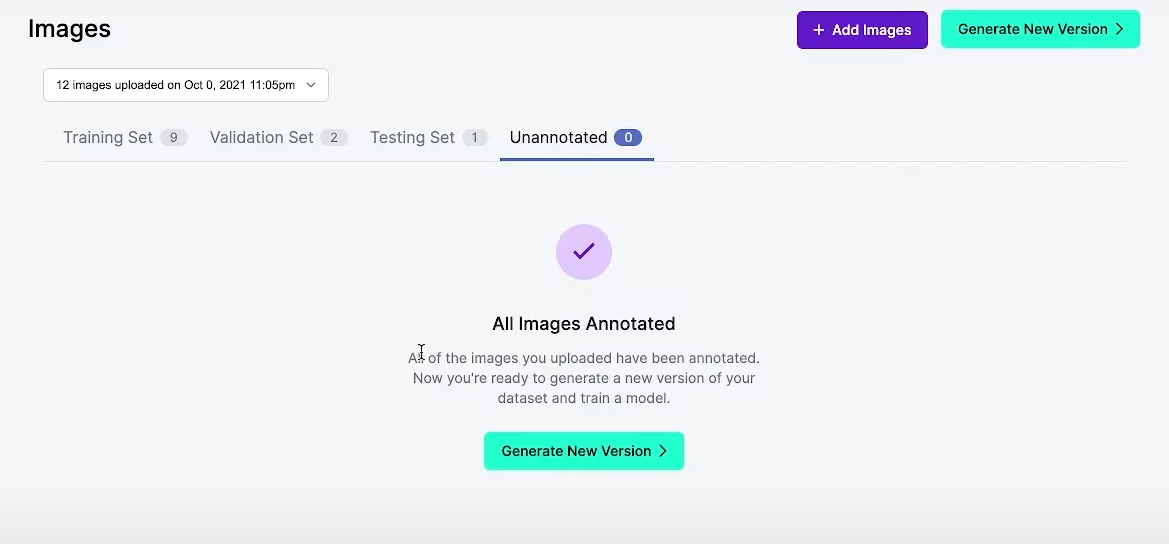 Images
+ Add Images
Generate New Version >
12 images uploaded on Oct 0, 2021 11:05pm
Training Set 9 Validation Set 2 Testing Set 1 Unannotated 0
All Images Annotated
All of the images you uploaded have been annotated.
Now you're ready to generate a new version of your
dataset and train a model.
Generate New Version >